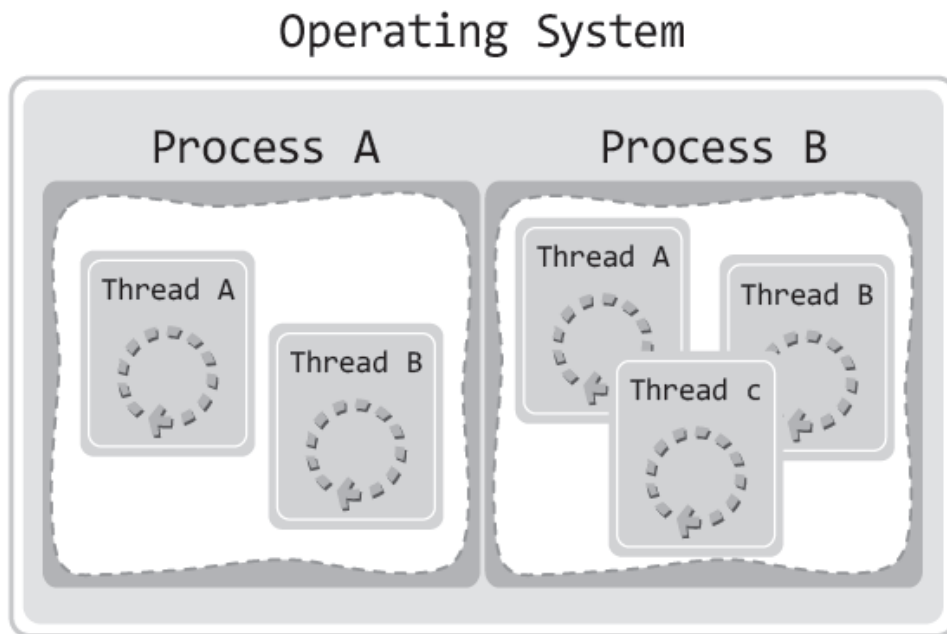 Operating System
Process A
Process B
Thread A
Thread B
Thread A
Thread B
Thread c